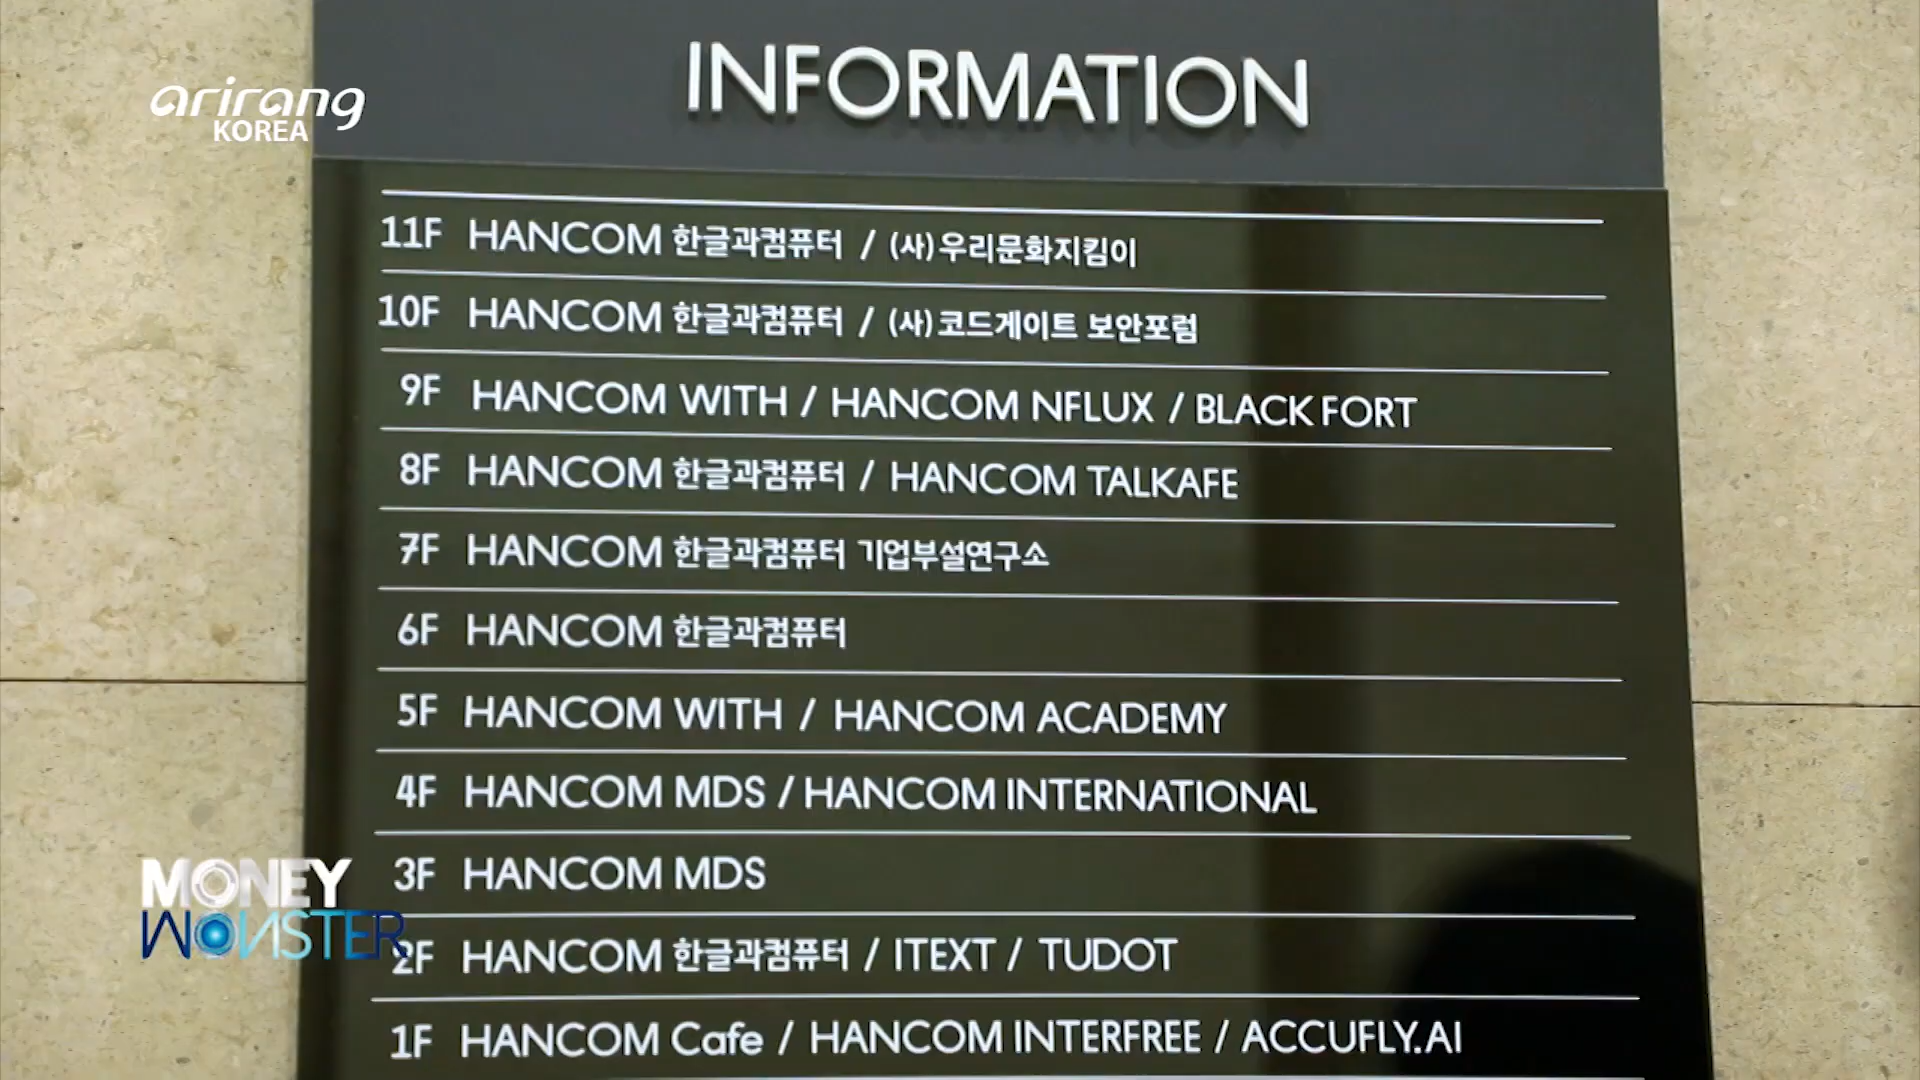 arirang
KOREA
INFORMATION
11F HANCOM 한글과컴퓨터 / (사)우리문화지킴이
10F HANCOM 한글과컴퓨터 / (사)코드게이트 보안포럼
9F HANCOM WITH / HANCOM NFLUX / BLACK FORT
8F HANCOM 한글과컴퓨터 / HANCOM TALKAFE
7F HANCOM 한글과컴퓨터 기업부설연구소
6F HANCOM 한글과컴퓨터
5F HANCOM WITH / HANCOM ACADEMY
4F HANCOM MDS / HANCOM INTERNATIONAL
3F HANCOM MDS
2F HANCOM 한글과컴퓨터 / ITEXT / TUDOT
1F HANCOM Cafe / HANCOM INTERFREE / ACCUFLY.AI
MONEY
MONSTER